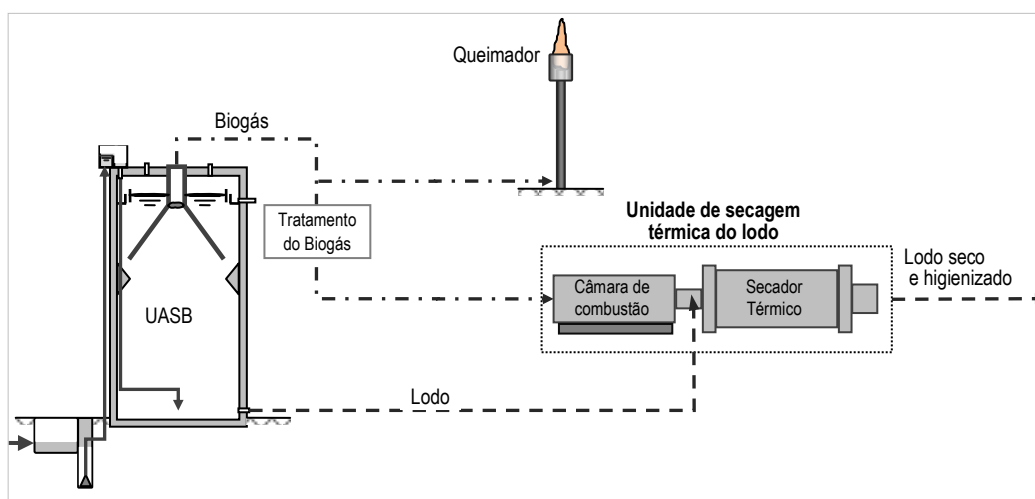 Queimador
Biogás
Tratamento
do Biogás
Unidade de secagem
térmica do lodo
Lodo seco
e higienizado
Câmara de
combustão
Secador
Térmico
UASB
Lodo